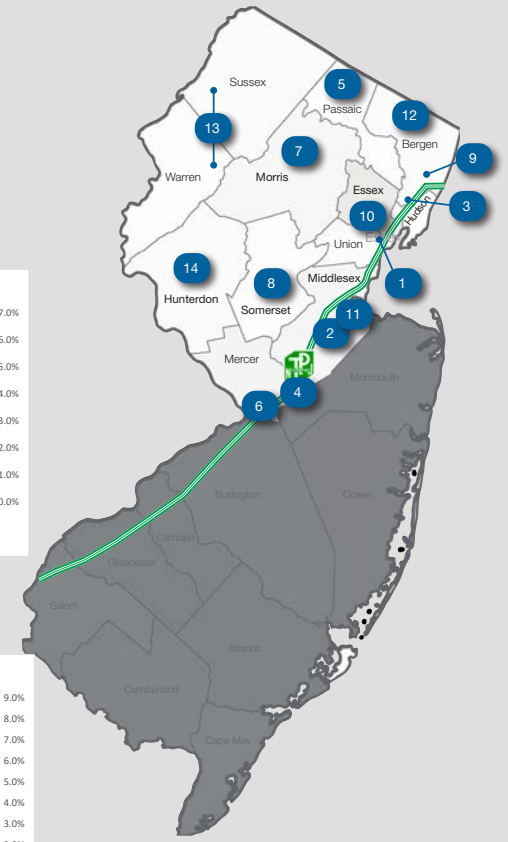 Sussex
5
Passaic
12
Bergen
13
7
9
Warren
Morris
Essex
3
Hudson
10
Union
14
8
Middlesex
1
Hunterdon
Somerset
11
2
Mercer
TP
4
6
Monmouth
Burlington
Ocean
Camden
Gloucester
Salem
Atlantic
Cumberland
Cape May
7.0%
6.0%
5.0%
4.0%
3.0%
2.0%
1.0%
0.0%
9.0%
8.0%
7.0%
6.0%
5.0%
4.0%
3.0%